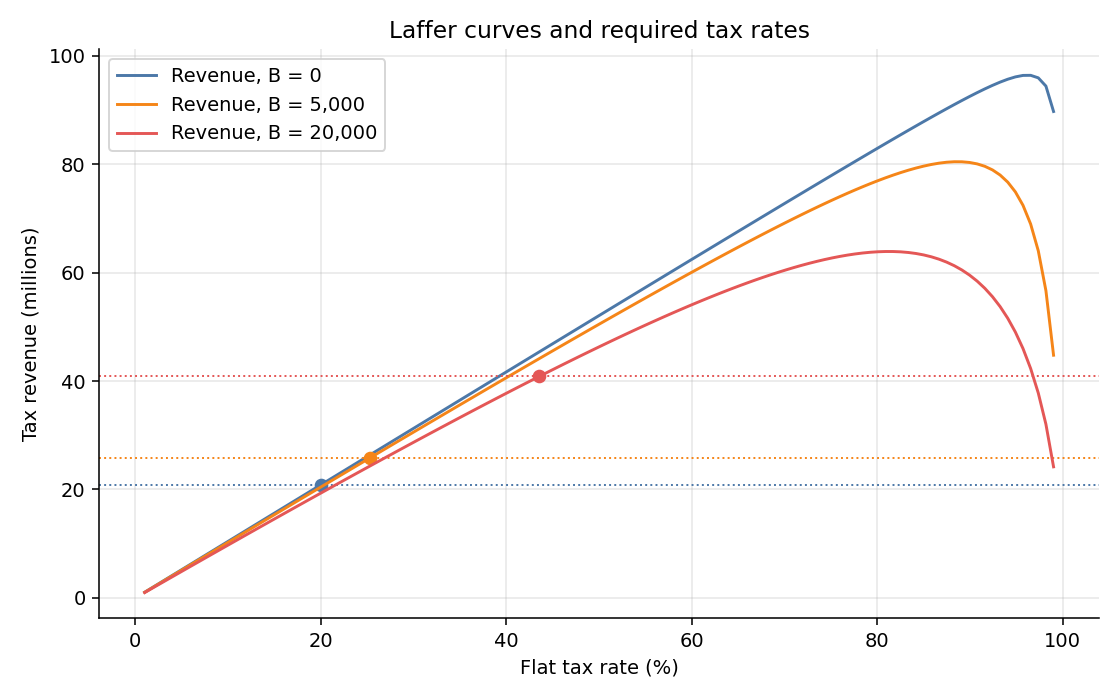 Laffer curves and required tax rates
Revenue, B = 0
Revenue, B = 5,000
Revenue, B = 20,000
Tax revenue (millions)
100
80
60
40
20
0
0 20 40 60 80 100
Flat tax rate (%)